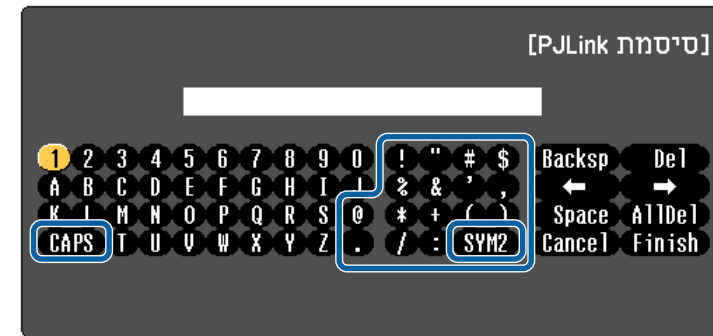 [סיסמת PJLink]
1 2 3 4 5 6 7 8 9 0 ! " # $ Backsp Del
A B C D E F G H I J % & ' , ← →
K L M N O P Q R S @ * + ( ) Space AllDel
CAPS T U V W X Y Z . / : SYM2 Cancel Finish